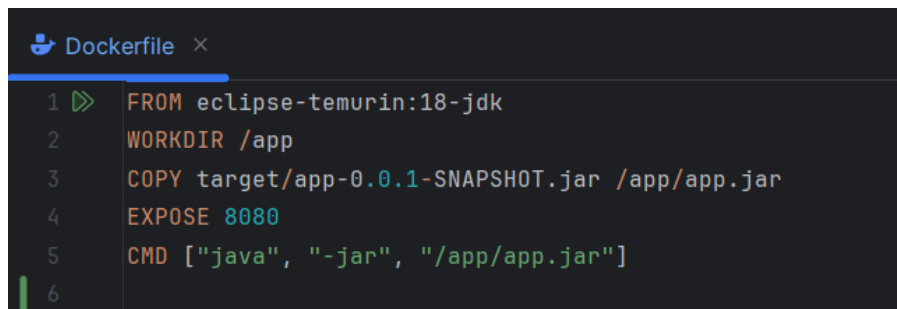 Dockerfile ×
1 FROM eclipse-temurin:18-jdk
2 WORKDIR /app
3 COPY target/app-0.0.1-SNAPSHOT.jar /app/app.jar
4 EXPOSE 8080
5 CMD ["java", "-jar", "/app/app.jar"]
6